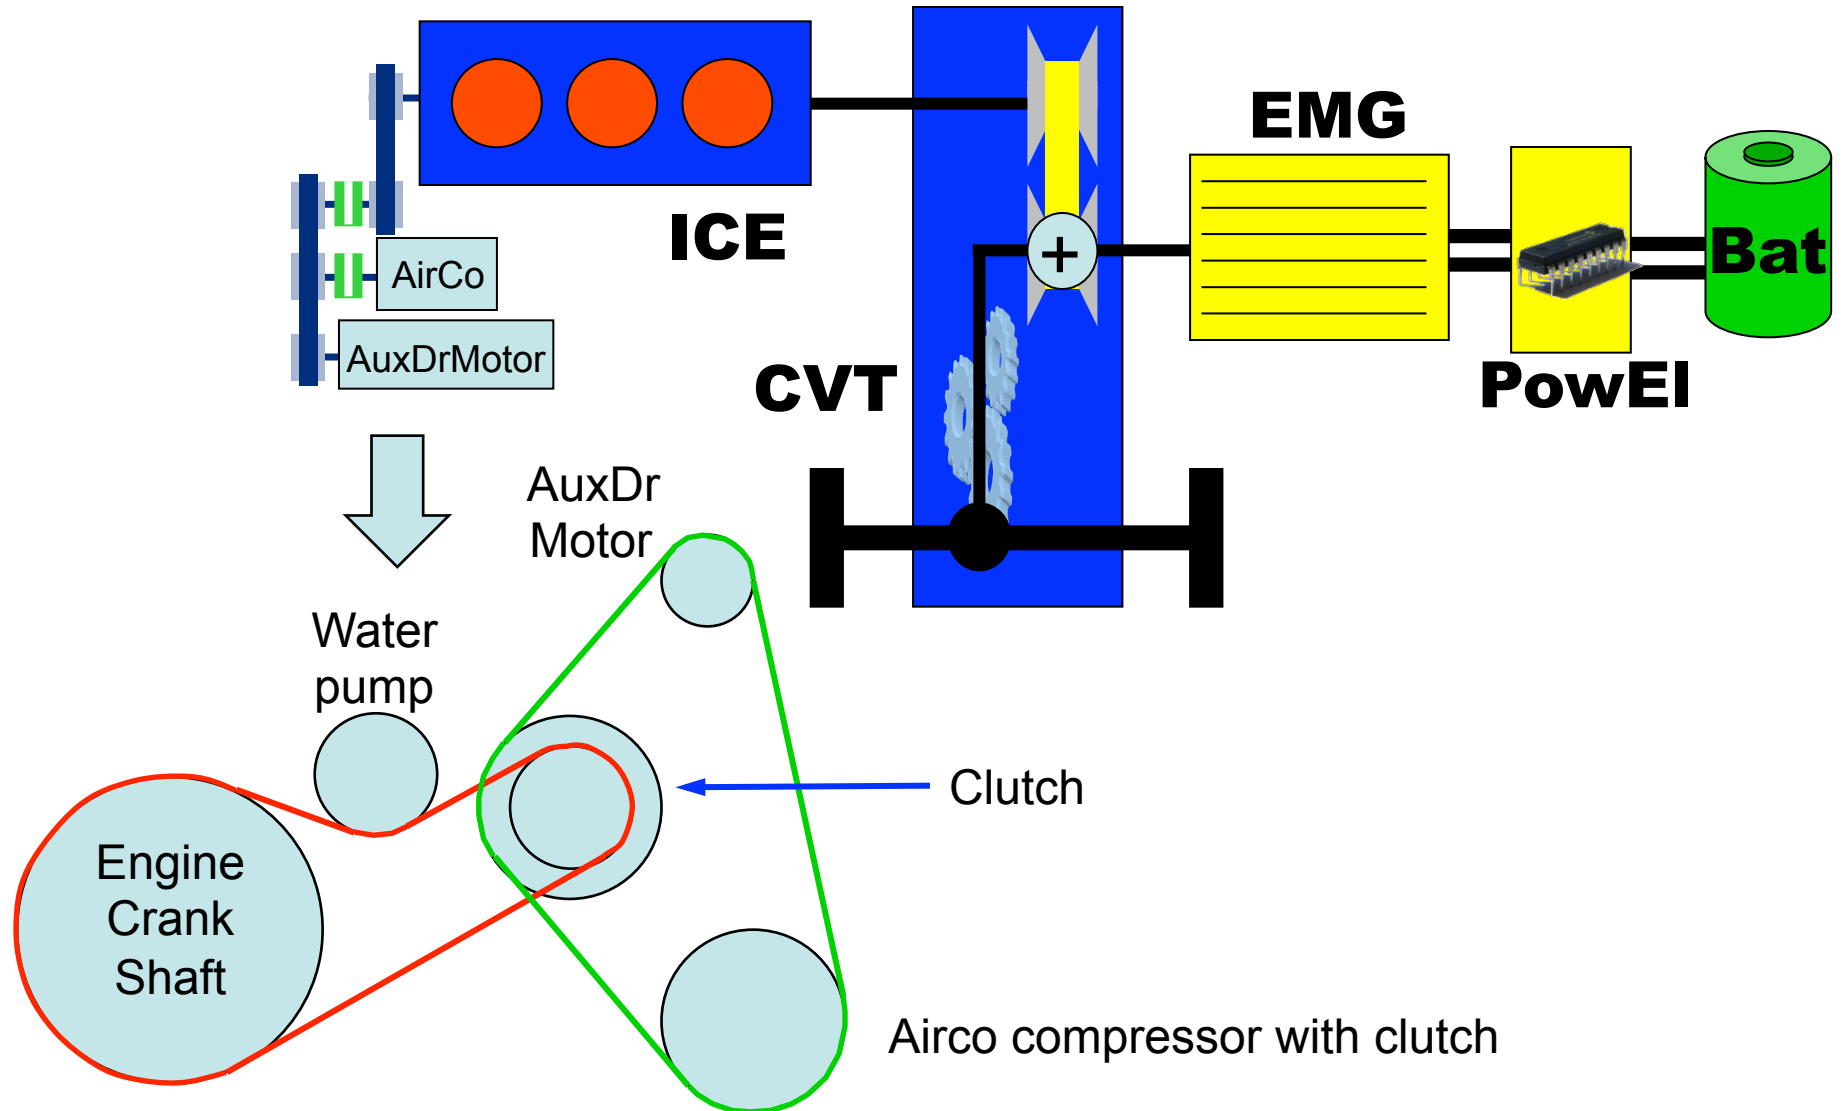 EMG
ICE
Bat
AirCo
AuxDrMotor
CVT
PowEl
+
AuxDr
Motor
Water
pump
Clutch
Engine
Crank
Shaft
Airco compressor with clutch